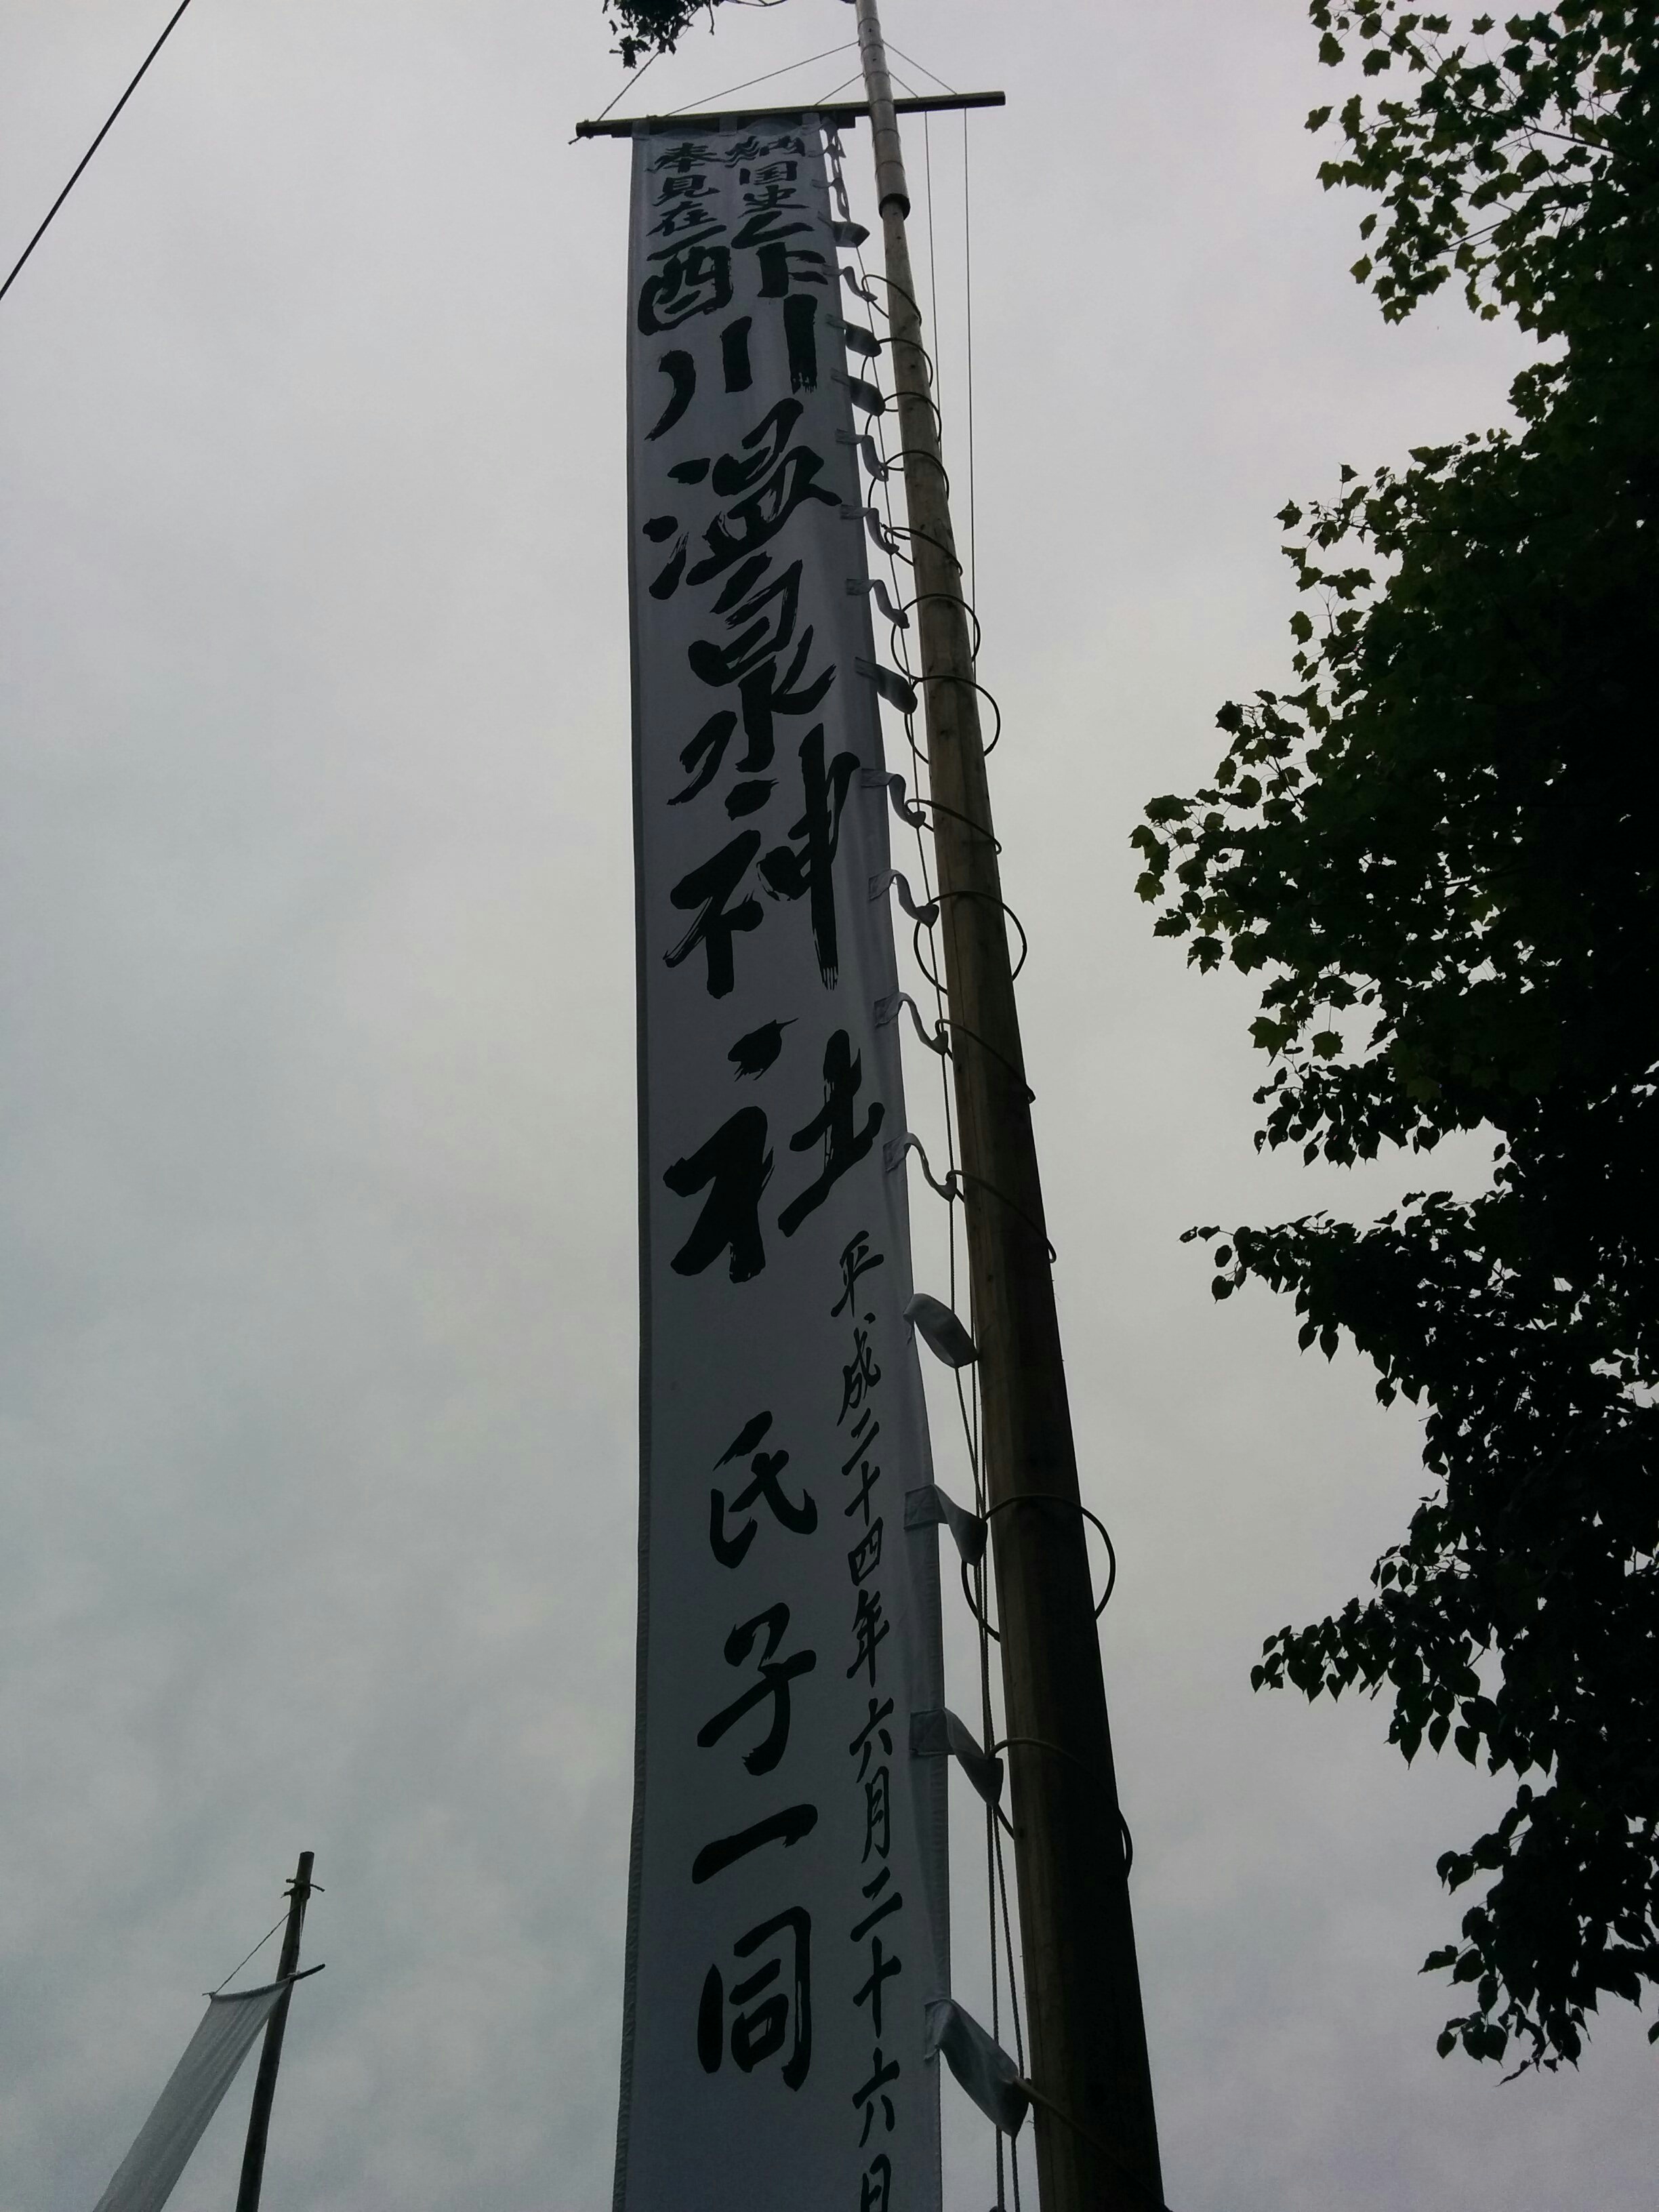 奉納
国史
見在
酢川温泉神社 氏子一同
平成二十四年六月二十六日